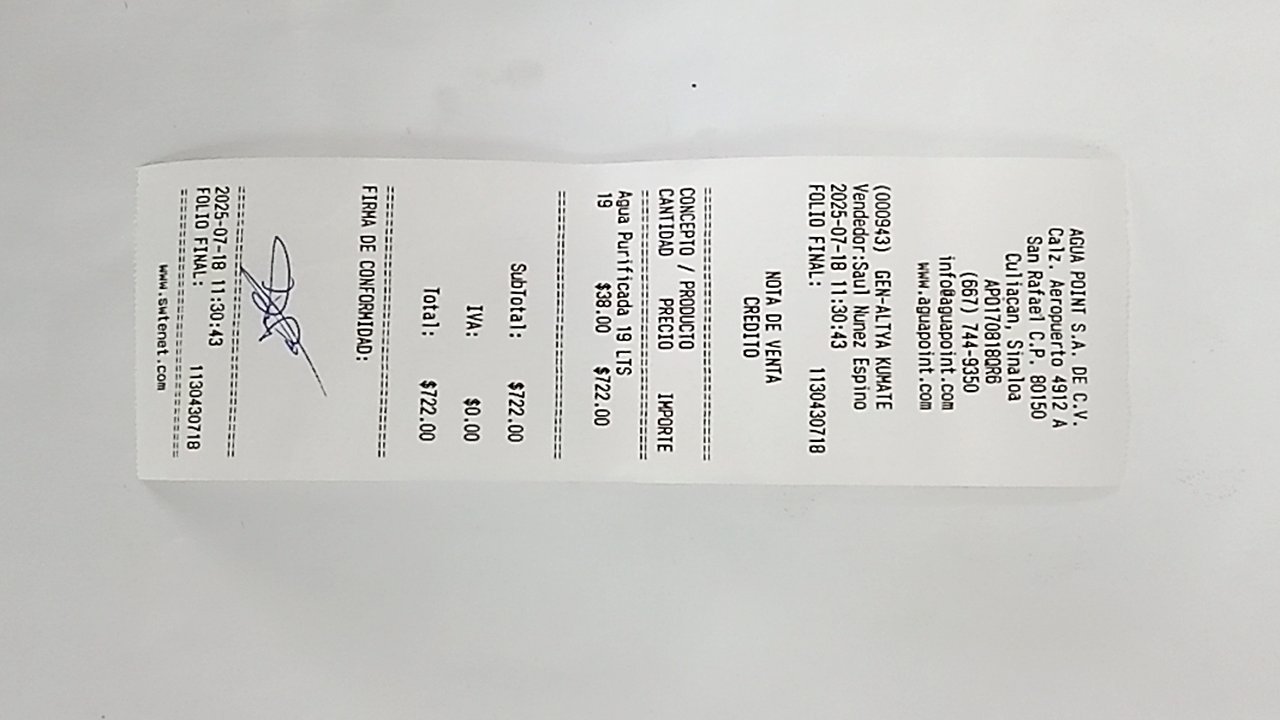 AGUA POINT S.A. DE C.V.
Calz. Aeropuerto 4912 A
San Rafael C.P. 80150
Culiacan, Sinaloa
APO170818QR6
(667) 744-9350
info@aguapoint.com
www.aguapoint.com
(000943) GEN-ALTYA KUMATE
Vendedor:Saul Nunez Espino
2025-07-18 11:30:43
FOLIO FINAL: 1130430718
NOTA DE VENTA
CREDITO
================================
CONCEPTO / PRODUCTO
CANTIDAD PRECIO IMPORTE
================================
Agua Purificada 19 LTS
19 $38.00 $722.00
================================
SubTotal: $722.00
IVA: $0.00
Total: $722.00
================================
FIRMA DE CONFORMIDAD:
================================
2025-07-18 11:30:43
FOLIO FINAL: 1130430718
================================
www.swtenet.com